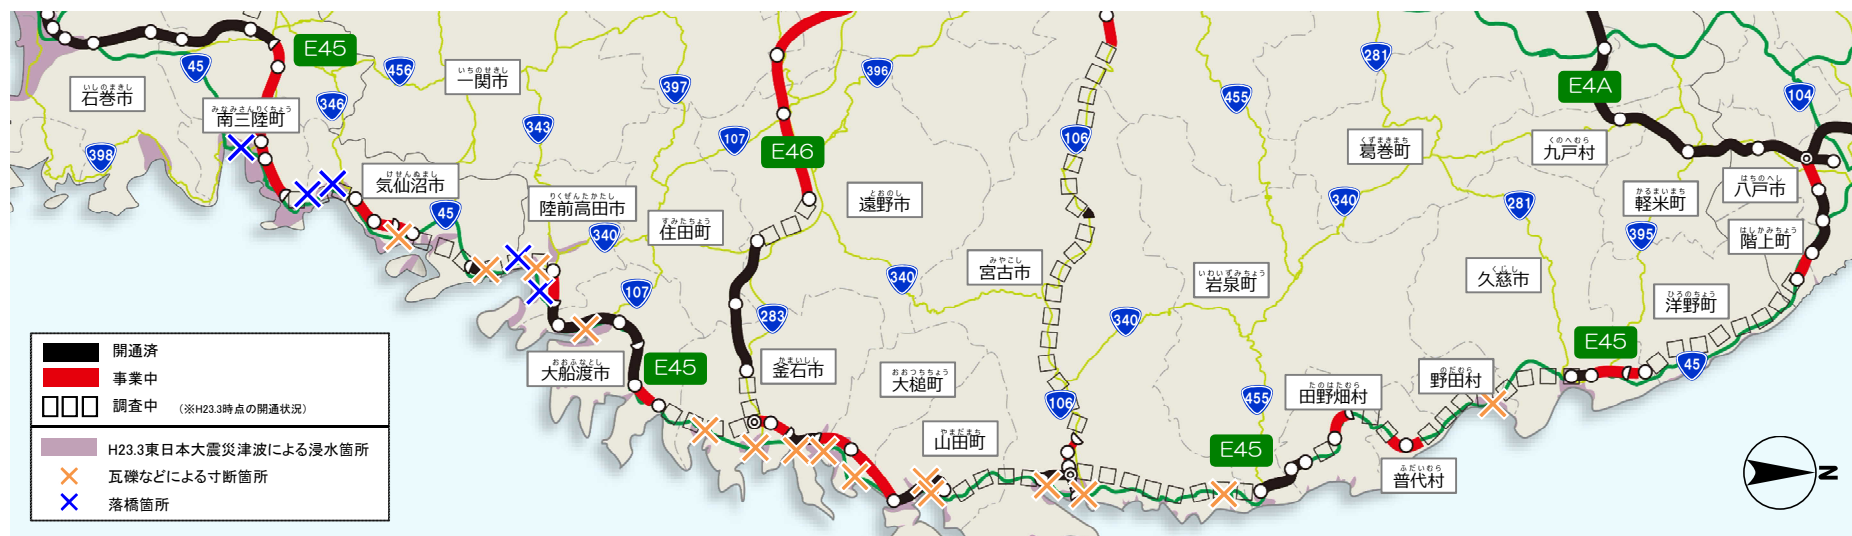 E45
45
456
いちのせきし
一関市
いしのまきし
石巻市
346
397
396
281
E4A
455
104
みなみさんりくちょう
南三陸町
343
107
106
398
E46
くずまきまち
葛巻町
くのへむら
九戸村
はちのへし
八戸市
けせんぬまし
気仙沼市
りくぜんたかたし
陸前高田市
すみたちょう
住田町
とおのし
遠野市
340
281
かるまいまち
軽米町
はしかみちょう
階上町
45
340
395
みやこし
宮古市
いわいずみちょう
岩泉町
くじし
久慈市
ひろのちょう
洋野町
107
340
283
340
E45
45
おおふなとし
大船渡市
E45
かまいしし
釜石市
おおつちちょう
大槌町
たのはたむら
田野畑村
のだむら
野田村
106
455
やまだまち
山田町
E45
ふだいむら
普代村
開通済
事業中
調査中 (※H23.3時点の開通状況)
H23.3東日本大震災津波による浸水箇所
瓦礫などによる寸断箇所
落橋箇所
N